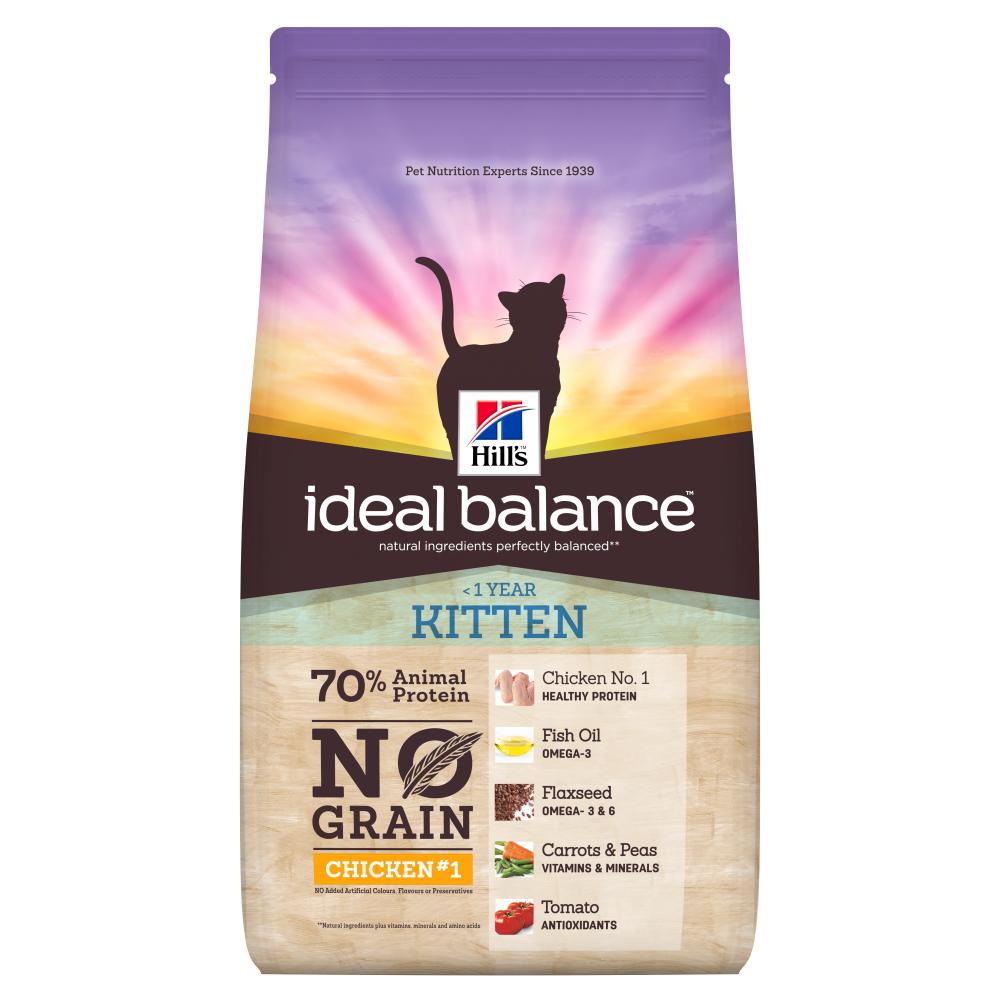 Pet Nutrition Experts Since 1939
Hill's™
ideal balance™
natural ingredients perfectly balanced**
<1 YEAR
KITTEN
70% Animal
Protein
NO
GRAIN
CHICKEN#1
NO Added Artificial Colours, Flavours or Preservatives
**Natural ingredients plus vitamins, minerals and amino acids
Chicken No. 1
HEALTHY PROTEIN
Fish Oil
OMEGA-3
Flaxseed
OMEGA- 3 & 6
Carrots & Peas
VITAMINS & MINERALS
Tomato
ANTIOXIDANTS